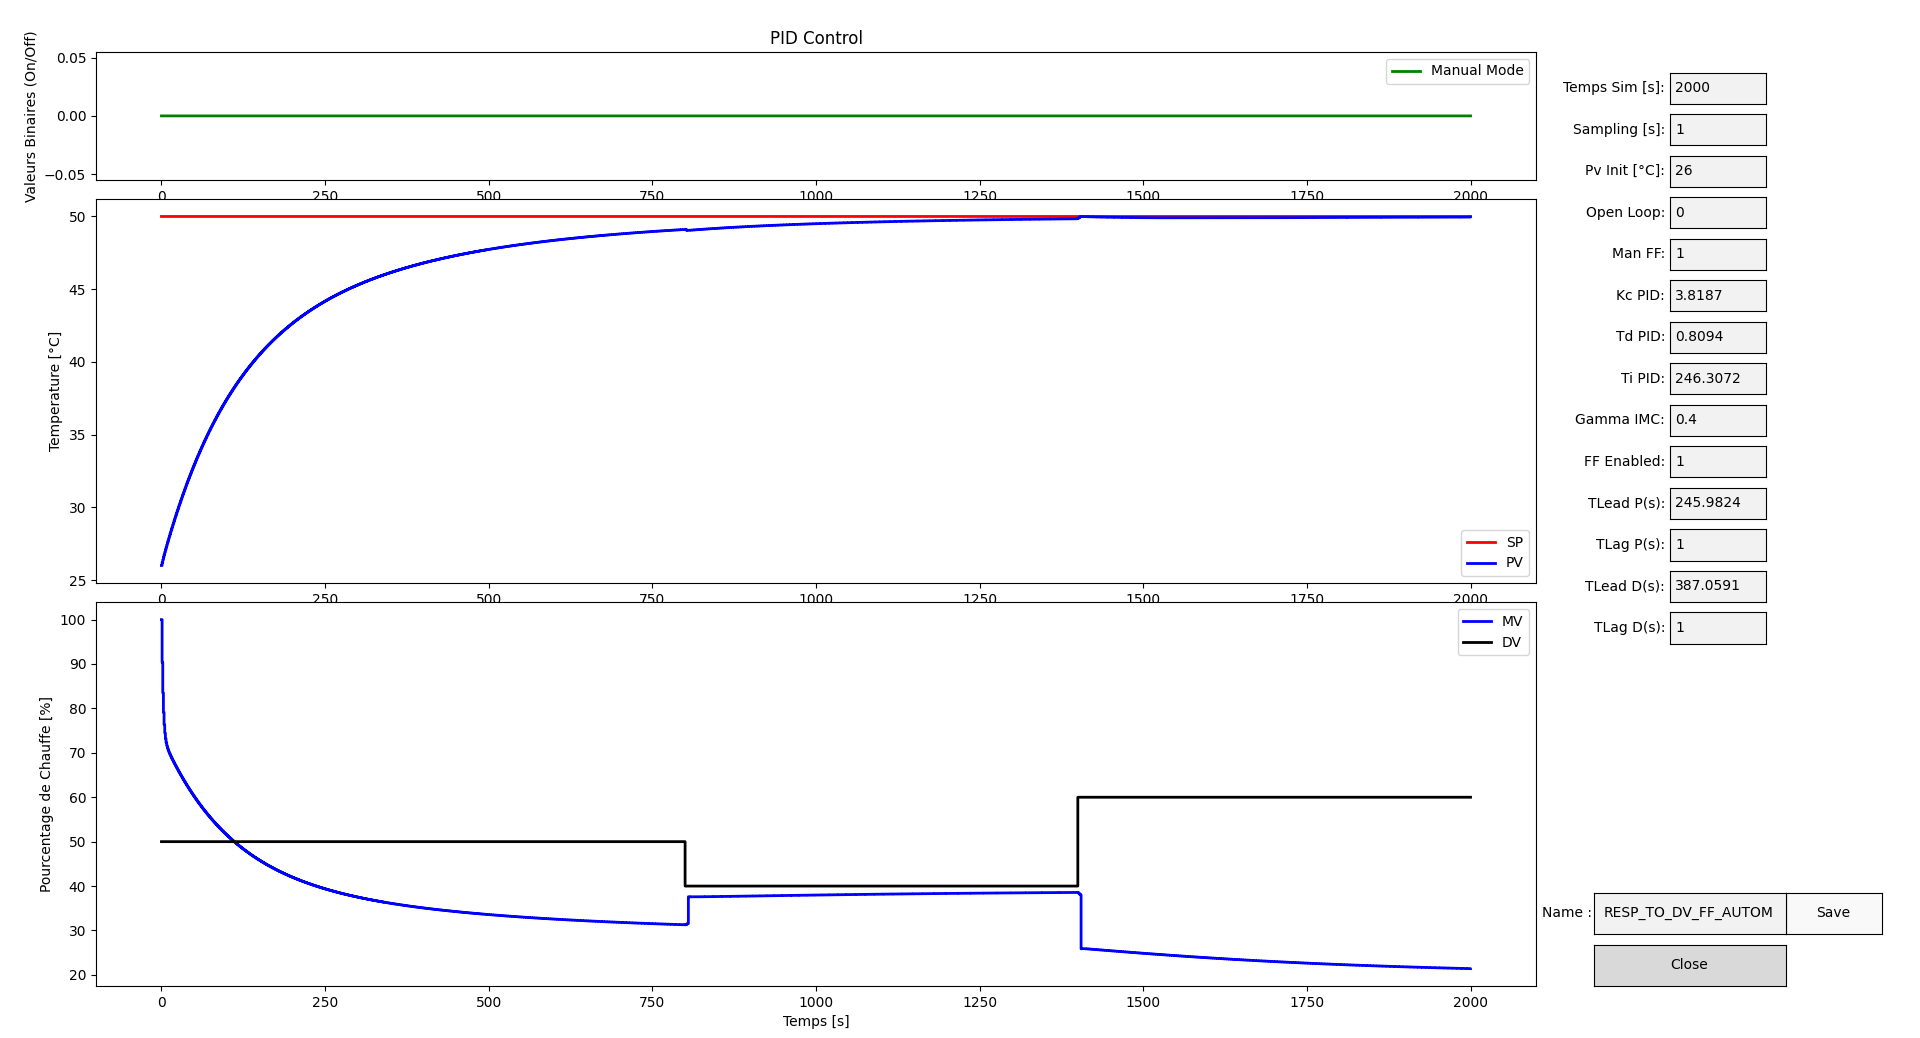 PID Control
Valeurs Binaires (On/Off)
0.05
0.00
−0.05
Manual Mode
0 250 500 750 1000 1250 1500 1750 2000
Temperature [°C]
50
45
40
35
30
25
SP
PV
0 250 500 750 1000 1250 1500 1750 2000
Pourcentage de Chauffe [%]
100
90
80
70
60
50
40
30
20
MV
DV
0 250 500 750 1000 1250 1500 1750 2000
Temps [s]
Temps Sim [s]: 2000
Sampling [s]: 1
Pv Init [°C]: 26
Open Loop: 0
Man FF: 1
Kc PID: 3.8187
Td PID: 0.8094
Ti PID: 246.3072
Gamma IMC: 0.4
FF Enabled: 1
TLead P(s): 245.9824
TLag P(s): 1
TLead D(s): 387.0591
TLag D(s): 1
Name : RESP_TO_DV_FF_AUTOM Save
Close